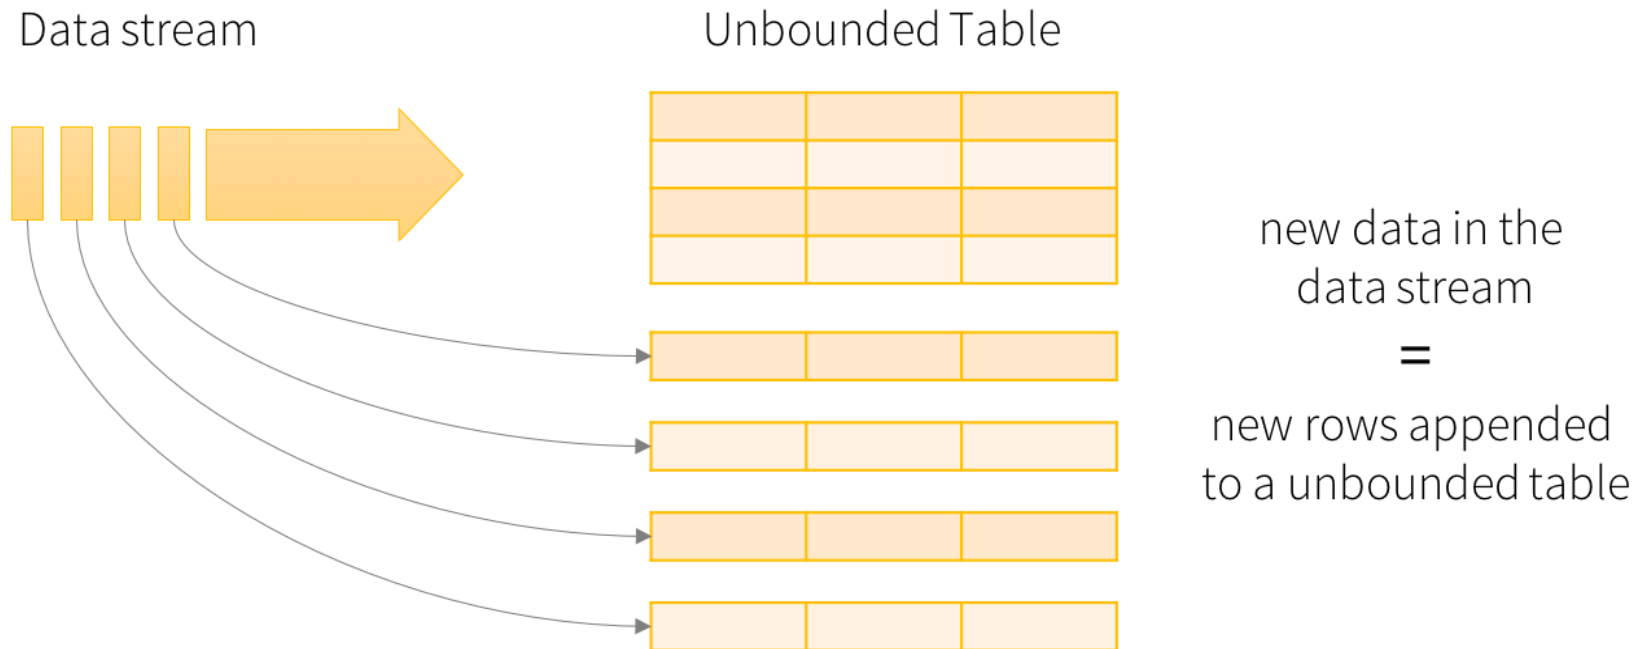 Data stream
Unbounded Table
new data in the
data stream
=
new rows appended
to a unbounded table